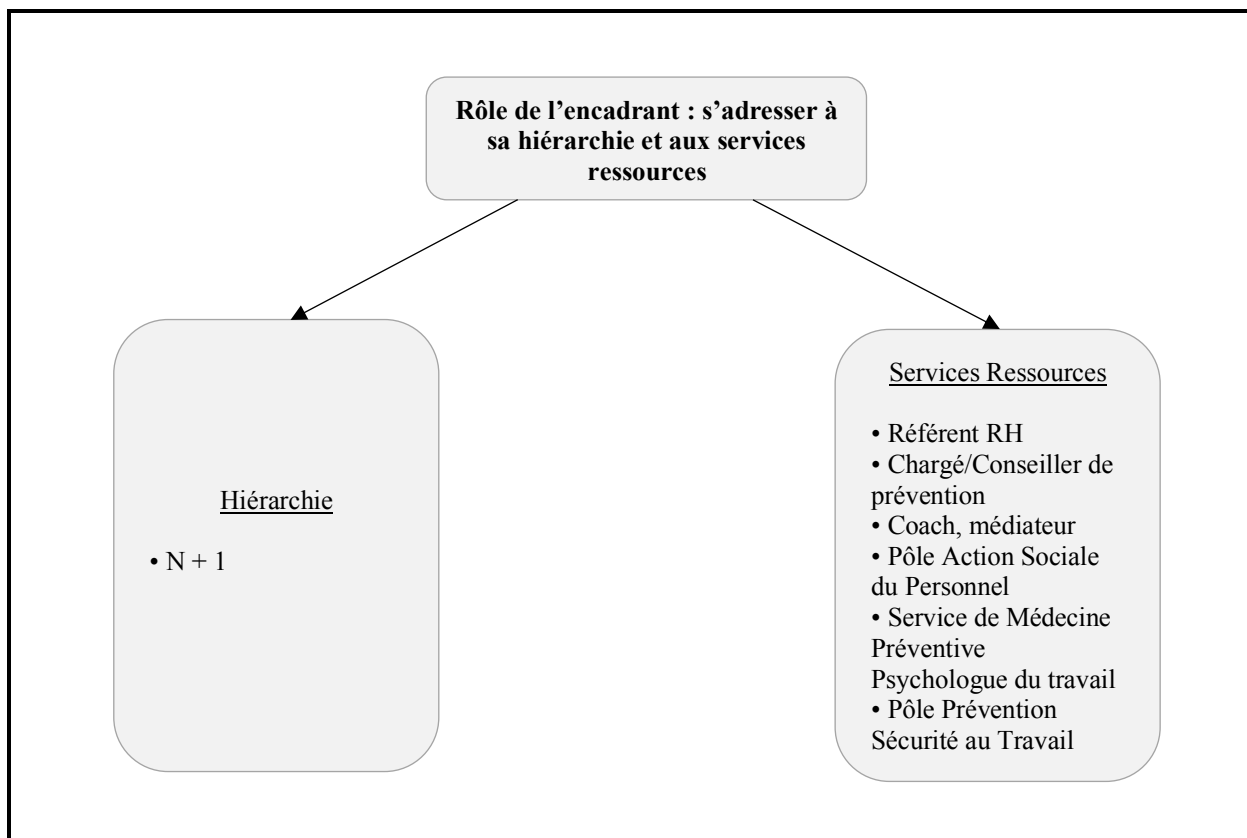 Rôle de l’encadrant : s’adresser à
sa hiérarchie et aux services
ressources
Hiérarchie
• N + 1
Services Ressources
• Référent RH
• Chargé/Conseiller de
prévention
• Coach, médiateur
• Pôle Action Sociale
du Personnel
• Service de Médecine
Préventive
Psychologue du travail
• Pôle Prévention
Sécurité au Travail